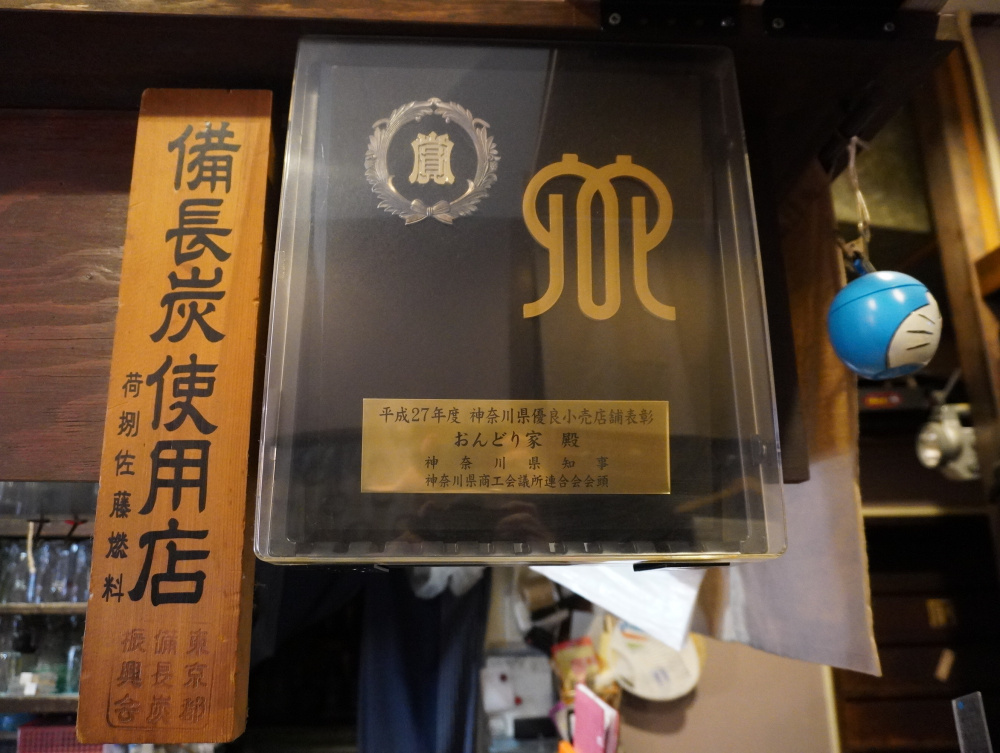 備長炭使用店
荷捌佐藤燃料
東京都
備長炭
振興会
賞
平成27年度 神奈川県優良小売店舗表彰
おんどり家 殿
神奈川県知事
神奈川県商工会議所連合会会頭